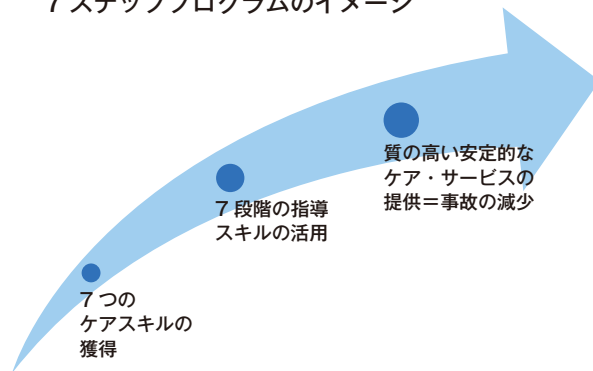 7ステッププログラムのイメージ
質の高い安定的な
ケア・サービスの
提供＝事故の減少
7段階の指導
スキルの活用
7つの
ケアスキルの
獲得